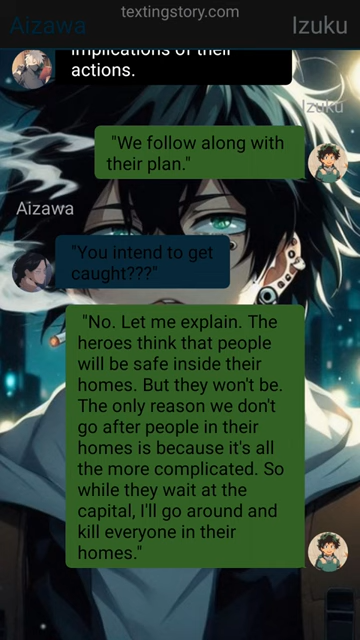 textingstory.com
Aizawa
Izuku
implications of their
actions.
Izuku
"We follow along with
their plan."
Aizawa
"You intend to get
caught???"
"No. Let me explain. The
heroes think that people
will be safe inside their
homes. But they won't be.
The only reason we don't
go after people in their
homes is because it's all
the more complicated. So
while they wait at the
capital, I'll go around and
kill everyone in their
homes."